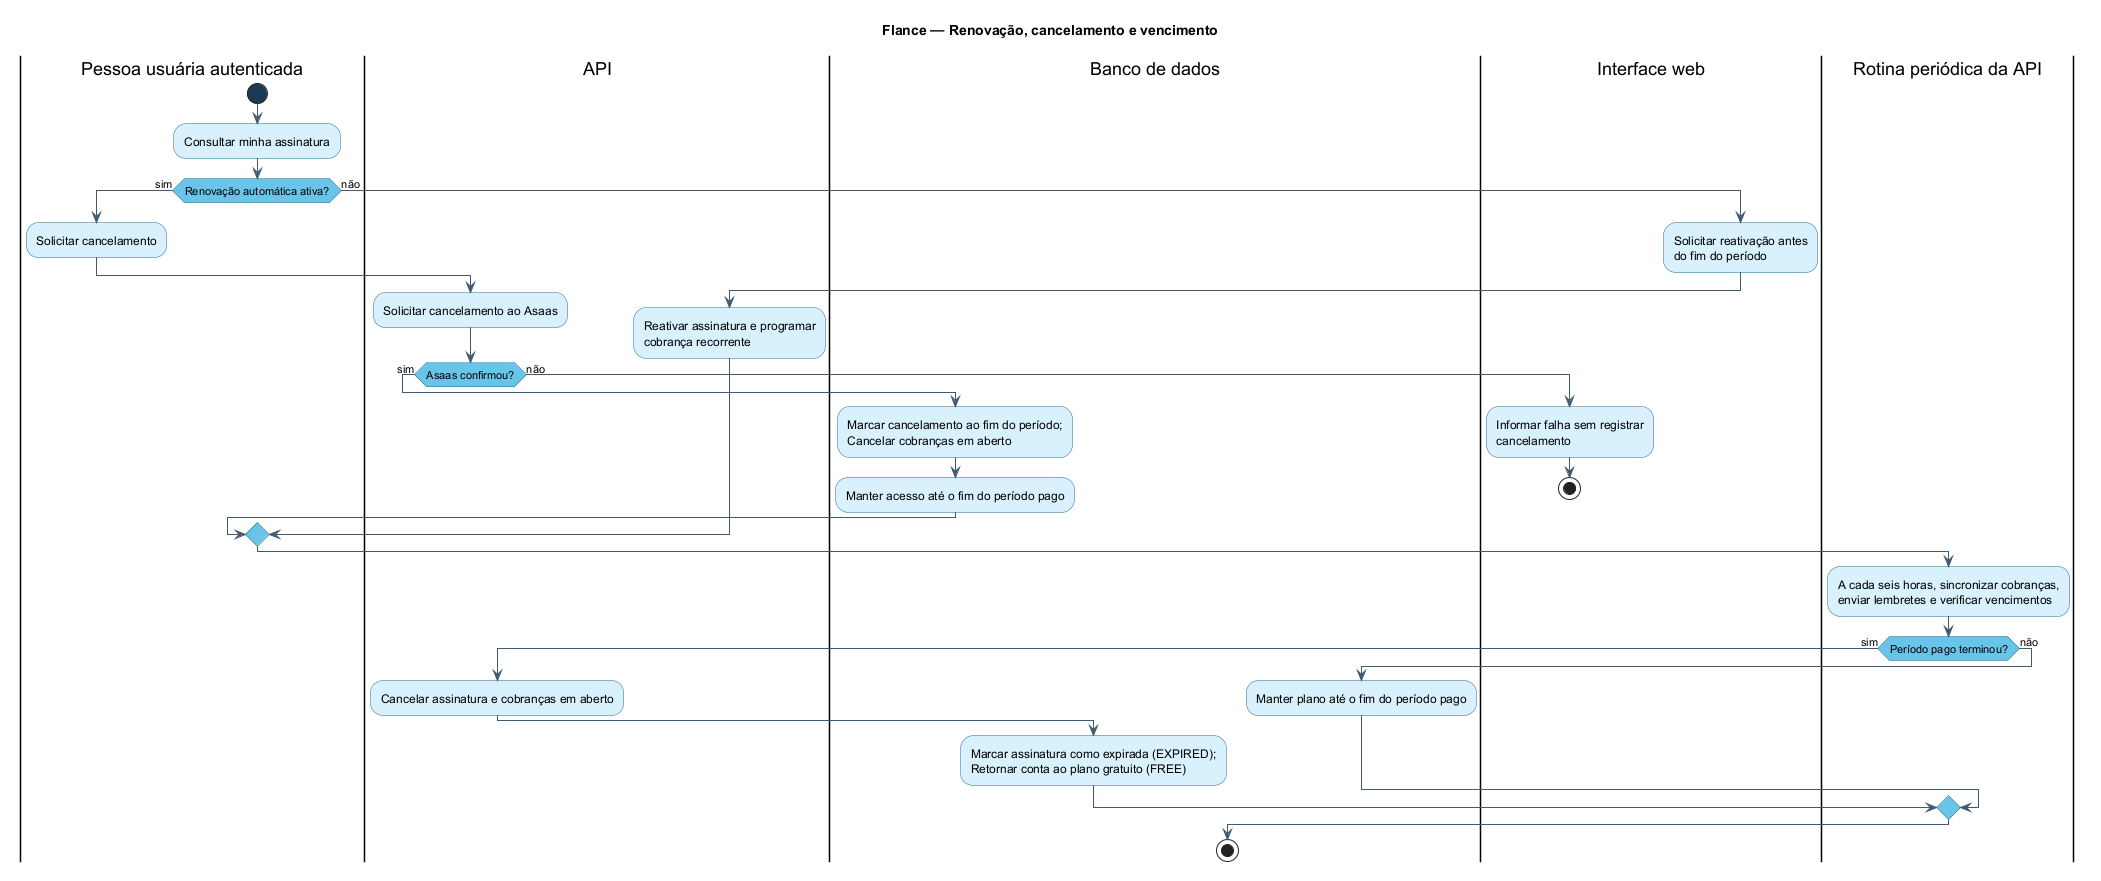 Flance — Renovação, cancelamento e vencimento
Pessoa usuária autenticada
API
Banco de dados
Interface web
Rotina periódica da API
Consultar minha assinatura
sim
Renovação automática ativa?
não
Solicitar cancelamento
Solicitar reativação antes
do fim do período
Solicitar cancelamento ao Asaas
Reativar assinatura e programar
cobrança recorrente
sim
Asaas confirmou?
não
Marcar cancelamento ao fim do período;
Cancelar cobranças em aberto
Informar falha sem registrar
cancelamento
Manter acesso até o fim do período pago
A cada seis horas, sincronizar cobranças,
enviar lembretes e verificar vencimentos
sim
Período pago terminou?
não
Cancelar assinatura e cobranças em aberto
Manter plano até o fim do período pago
Marcar assinatura como expirada (EXPIRED);
Retornar conta ao plano gratuito (FREE)